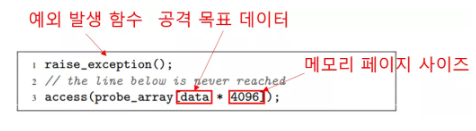 예외 발생 함수 공격 목표 데이터
1 raise_exception();
메모리 페이지 사이즈
2 // the line below is never reached
3 access(probe_array[data * 4096]);